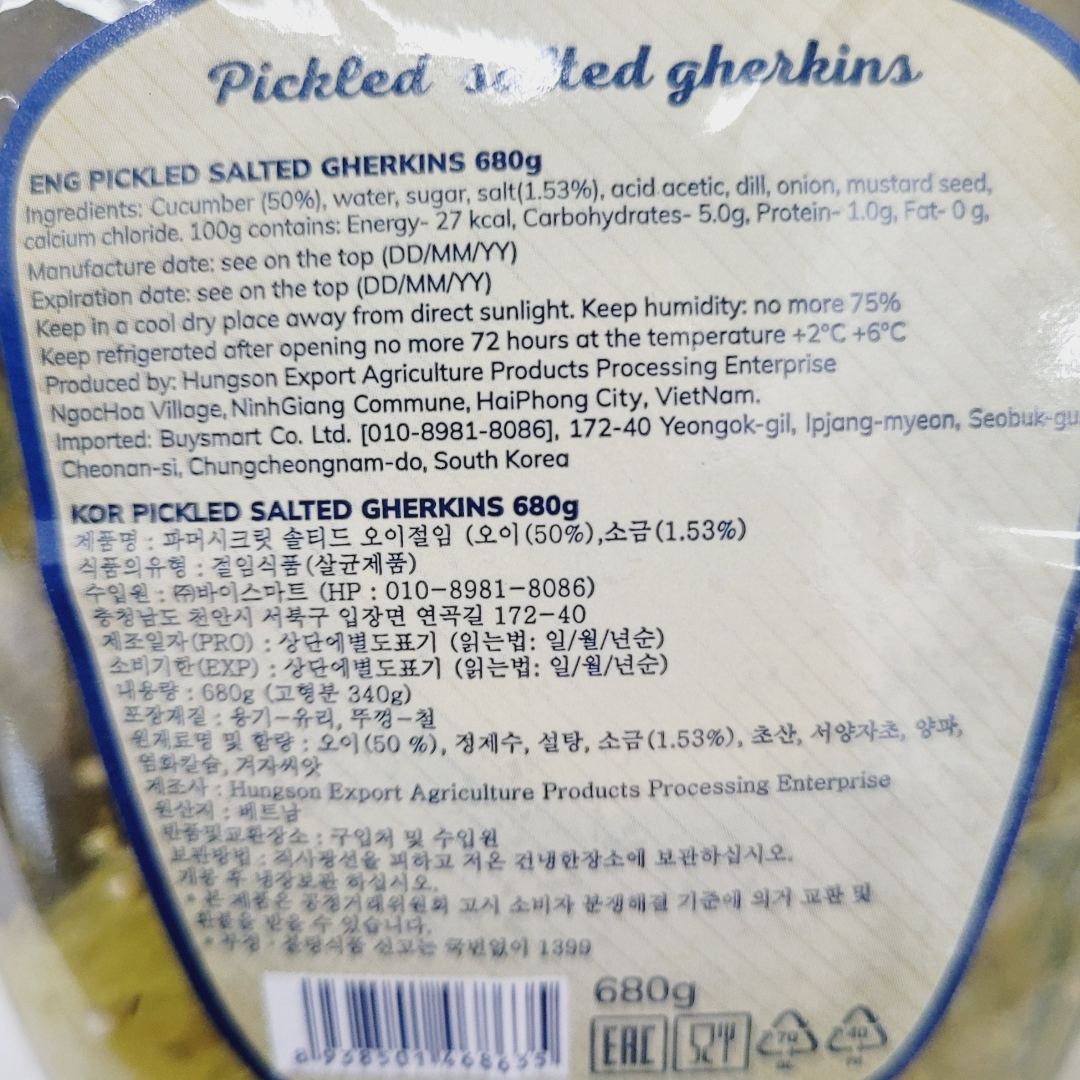 Pickled salted gherkins
ENG PICKLED SALTED GHERKINS 680g
Ingredients: Cucumber (50%), water, sugar, salt(1.53%), acid acetic, dill, onion, mustard seed,
calcium chloride. 100g contains: Energy- 27 kcal, Carbohydrates- 5.0g, Protein- 1.0g, Fat- 0 g,
Manufacture date: see on the top (DD/MM/YY)
Expiration date: see on the top (DD/MM/YY)
Keep in a cool dry place away from direct sunlight. Keep humidity: no more 75%
Keep refrigerated after opening no more 72 hours at the temperature +2°C +6°C
Produced by: Hungson Export Agriculture Products Processing Enterprise
NgocHoa Village, NinhGiang Commune, HaiPhong City, VietNam.
Imported: Buysmart Co. Ltd. [010-8981-8086], 172-40 Yeongok-gil, Ipjang-myeon, Seobuk-gu,
Cheonan-si, Chungcheongnam-do, South Korea
KOR PICKLED SALTED GHERKINS 680g
제품명 : 파머시크릿 솔티드 오이절임 (오이(50%),소금(1.53%)
식품의유형 : 절임식품(살균제품)
수입원 : ㈜바이스마트 (HP : 010-8981-8086)
충청남도 천안시 서북구 입장면 연곡길 172-40
제조일자(PRO) : 상단에별도표기 (읽는법: 일/월/년순)
소비기한(EXP) : 상단에별도표기 (읽는법: 일/월/년순)
내용량 : 680g (고형분 340g)
포장재질 : 용기-유리, 뚜껑-철
원재료명 및 함량 : 오이(50 %), 정제수, 설탕, 소금(1.53%), 초산, 서양자초, 양파,
염화칼슘, 겨자씨앗
제조사 : Hungson Export Agriculture Products Processing Enterprise
원산지 : 베트남
반품및교환장소 : 구입처 및 수입원
보관방법 : 직사광선을 피하고 저온 건냉한장소에 보관하십시오.
개봉 후 냉장보관 하십시오.
* 본 제품은 공정거래위원회 고시 소비자 분쟁해결 기준에 의거 교환 및
환불을 받을 수 있습니다.
* 부정 · 불량식품 신고는 국번없이 1399
680g
EAC